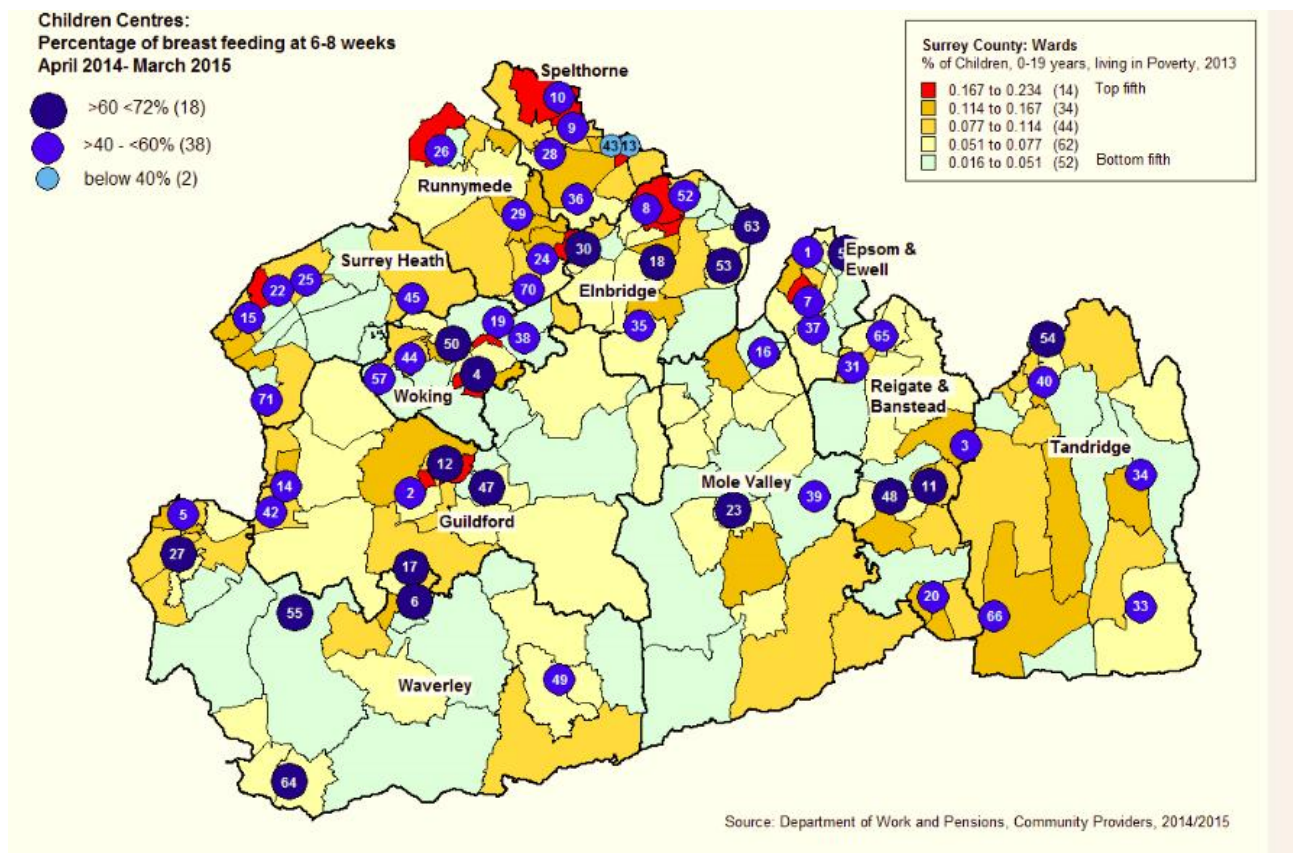 Children Centres:
Percentage of breast feeding at 6-8 weeks
April 2014- March 2015
>60 <72% (18)
>40 - <60% (38)
below 40% (2)
Surrey County: Wards
% of Children, 0-19 years, living in Poverty, 2013
0.167 to 0.234 (14) Top fifth
0.114 to 0.167 (34)
0.077 to 0.114 (44)
0.051 to 0.077 (62)
0.016 to 0.051 (52) Bottom fifth
Spelthorne
10
9
43 13
26
28
Runnymede
36
8
52
29
63
30
1
Epsom &
Ewell
24
18
53
Surrey Heath
22
25
70
Elnbridge
45
7
15
19
35
37
65
50
38
54
44
16
57
4
31
40
Woking
Reigate &
Banstead
71
3
Tandridge
12
34
14
2
47
Mole Valley
48
11
5
42
Guildford
23
39
27
17
55
6
20
66
33
Waverley
49
64
Source: Department of Work and Pensions, Community Providers, 2014/2015